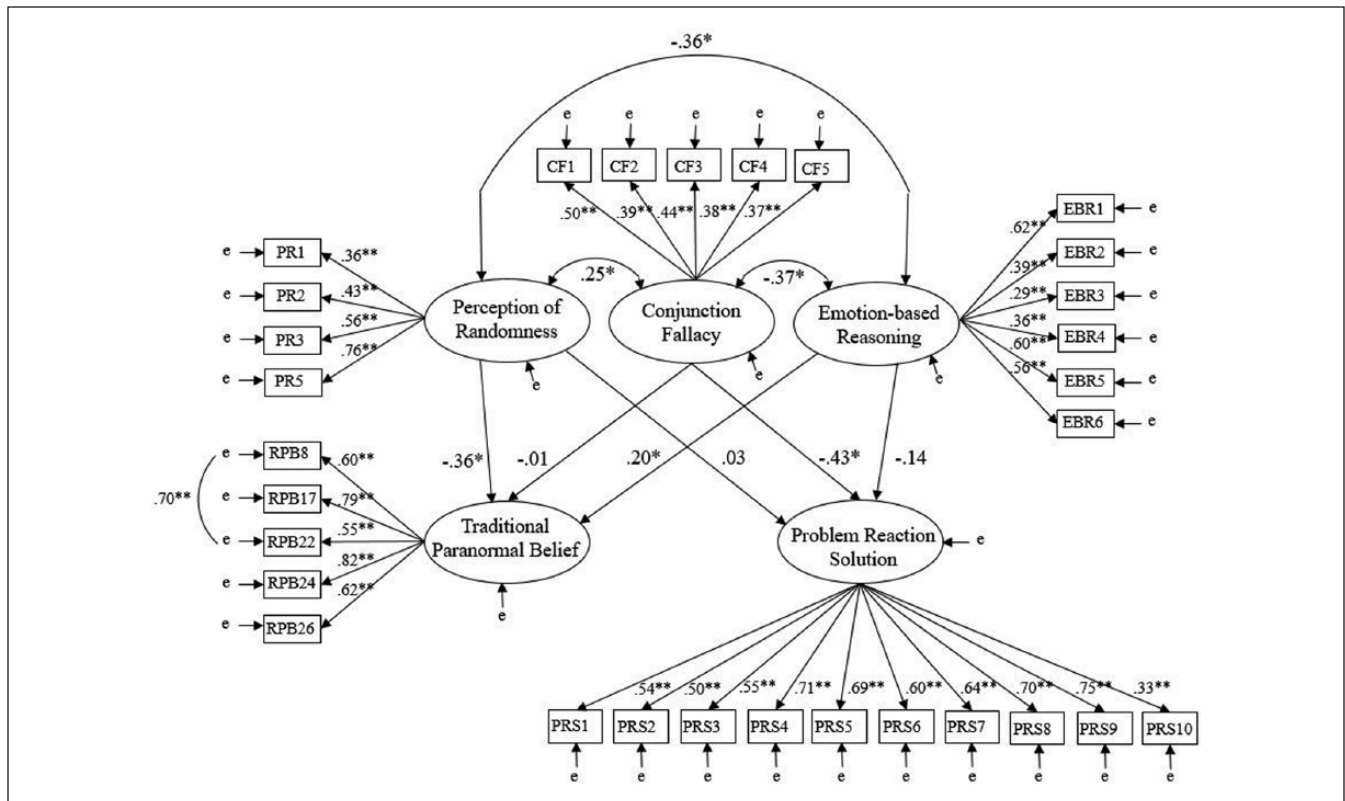 -.36*
e e e e e
CF1 CF2 CF3 CF4 CF5
.50** .39** .44** .38** .37**
e PR1 .36**
e PR2 .43**
e PR3 .56**
e PR5 .76**
EBR1 e
.62**
EBR2 e
.39**
EBR3 e
.29**
EBR4 e
.36**
EBR5 e
.60**
EBR6 e
.56**
.25*
-.37*
Perception of
Randomness
e
Conjunction
Fallacy
e
Emotion-based
Reasoning
e
-.36* -.01 .20* .03 -.43* -.14
.70**
e RPB8 .60**
e RPB17 .79**
e RPB22 .55**
e RPB24 .82**
e RPB26 .62**
Traditional
Paranormal Belief
e
Problem Reaction
Solution
e
.54** .50** .55** .71** .69** .60** .64** .70** .75** .33**
PRS1 PRS2 PRS3 PRS4 PRS5 PRS6 PRS7 PRS8 PRS9 PRS10
e e e e e e e e e e